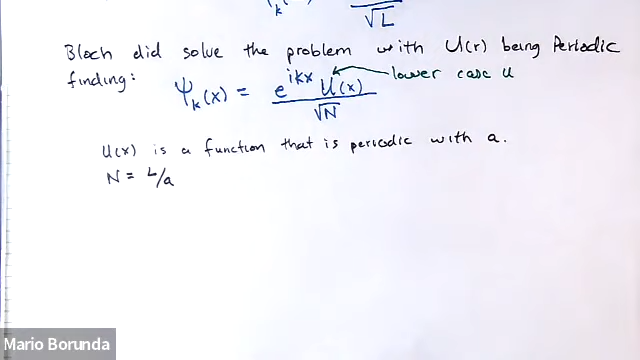 ψk
√L
Bloch did solve the problem with U(r) being Periodic
finding:
ψk(x) = e^ikx u(x) / √N
lower case u
u(x) is a function that is periodic with a.
N = L/a
Mario Borunda